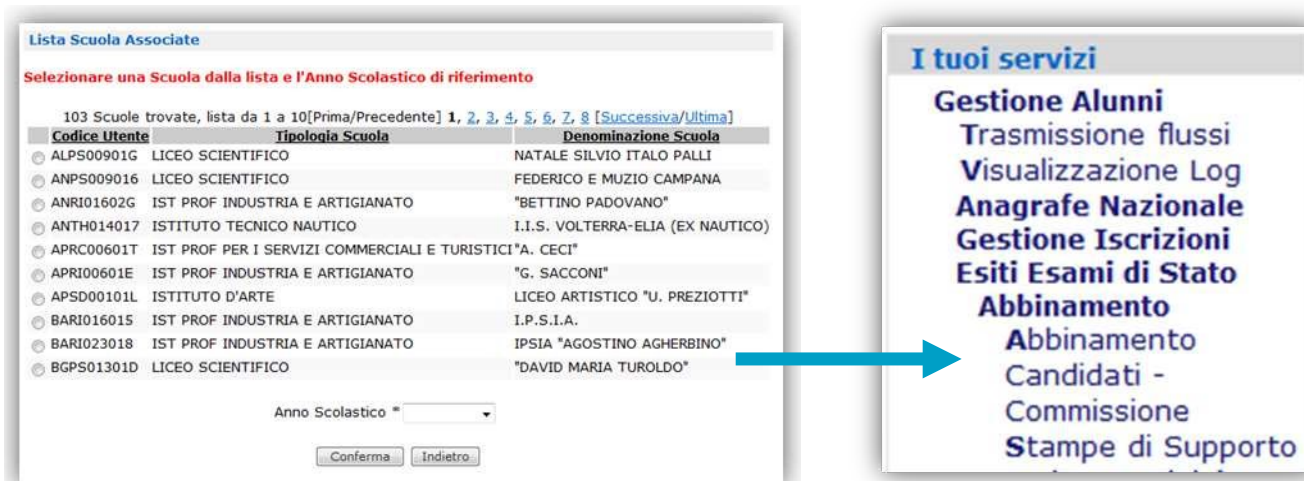 Lista Scuola Associate
Selezionare una Scuola dalla lista e l'Anno Scolastico di riferimento
103 Scuole trovate, lista da 1 a 10[Prima/Precedente] 1, 2, 3, 4, 5, 6, 7, 8 [Successiva/Ultima]
Codice Utente Tipologia Scuola Denominazione Scuola
ALPS00901G LICEO SCIENTIFICO NATALE SILVIO ITALO PALLI
ANPS009016 LICEO SCIENTIFICO FEDERICO E MUZIO CAMPANA
ANRI01602G IST PROF INDUSTRIA E ARTIGIANATO "BETTINO PADOVANO"
ANTH014017 ISTITUTO TECNICO NAUTICO I.I.S. VOLTERRA-ELIA (EX NAUTICO)
APRC00601T IST PROF PER I SERVIZI COMMERCIALI E TURISTICI "A. CECI"
APRI00601E IST PROF INDUSTRIA E ARTIGIANATO "G. SACCONI"
APSD00101L ISTITUTO D'ARTE LICEO ARTISTICO "U. PREZIOTTI"
BARI016015 IST PROF INDUSTRIA E ARTIGIANATO I.P.S.I.A.
BARI023018 IST PROF INDUSTRIA E ARTIGIANATO IPSIA "AGOSTINO AGHERBINO"
BGPS01301D LICEO SCIENTIFICO "DAVID MARIA TUROLDO"
Anno Scolastico *
Conferma Indietro
I tuoi servizi
Gestione Alunni
Trasmissione flussi
Visualizzazione Log
Anagrafe Nazionale
Gestione Iscrizioni
Esiti Esami di Stato
Abbinamento
Abbinamento
Candidati -
Commissione
Stampe di Supporto